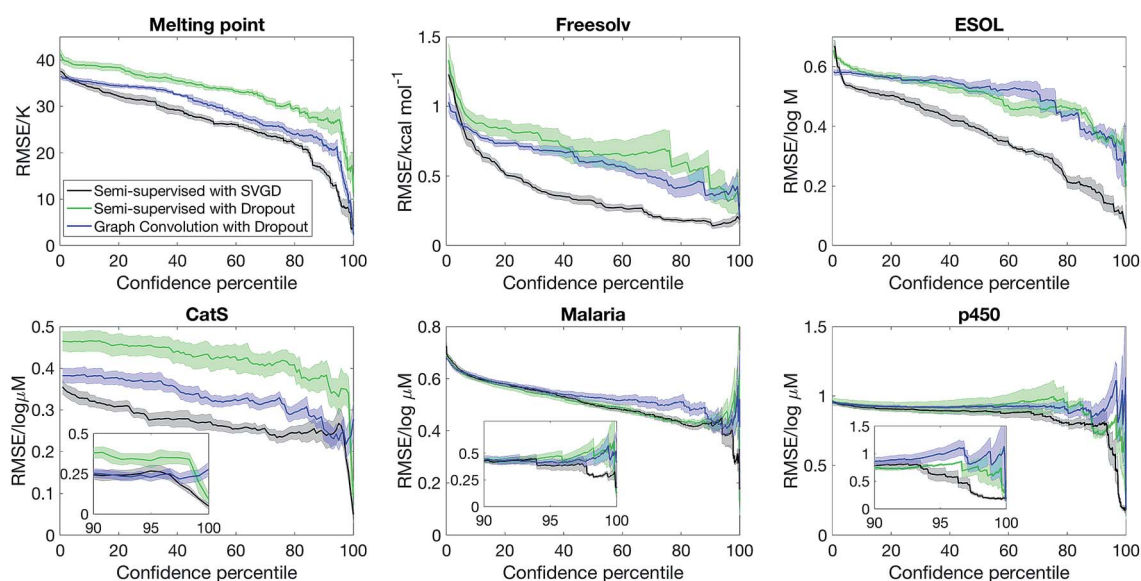 Melting point
Freesolv
ESOL
RMSE/K
40
30
20
10
0
Semi-supervised with SVGD
Semi-supervised with Dropout
Graph Convolution with Dropout
0 20 40 60 80 100
Confidence percentile
RMSE/kcal mol⁻¹
1.5
1
0.5
0
0 20 40 60 80 100
Confidence percentile
RMSE/log M
0.6
0.4
0.2
0
0 20 40 60 80 100
Confidence percentile
CatS
Malaria
p450
RMSE/log μM
0.5
0.4
0.3
0.2
0.1
0
0.5
0.25
0
90 95 100
0 20 40 60 80 100
Confidence percentile
RMSE/log μM
0.8
0.6
0.4
0.2
0
0.5
0.25
0
90 95 100
0 20 40 60 80 100
Confidence percentile
RMSE/log μM
1.5
1
0.5
0
1.5
1
0.5
0
90 95 100
0 20 40 60 80 100
Confidence percentile